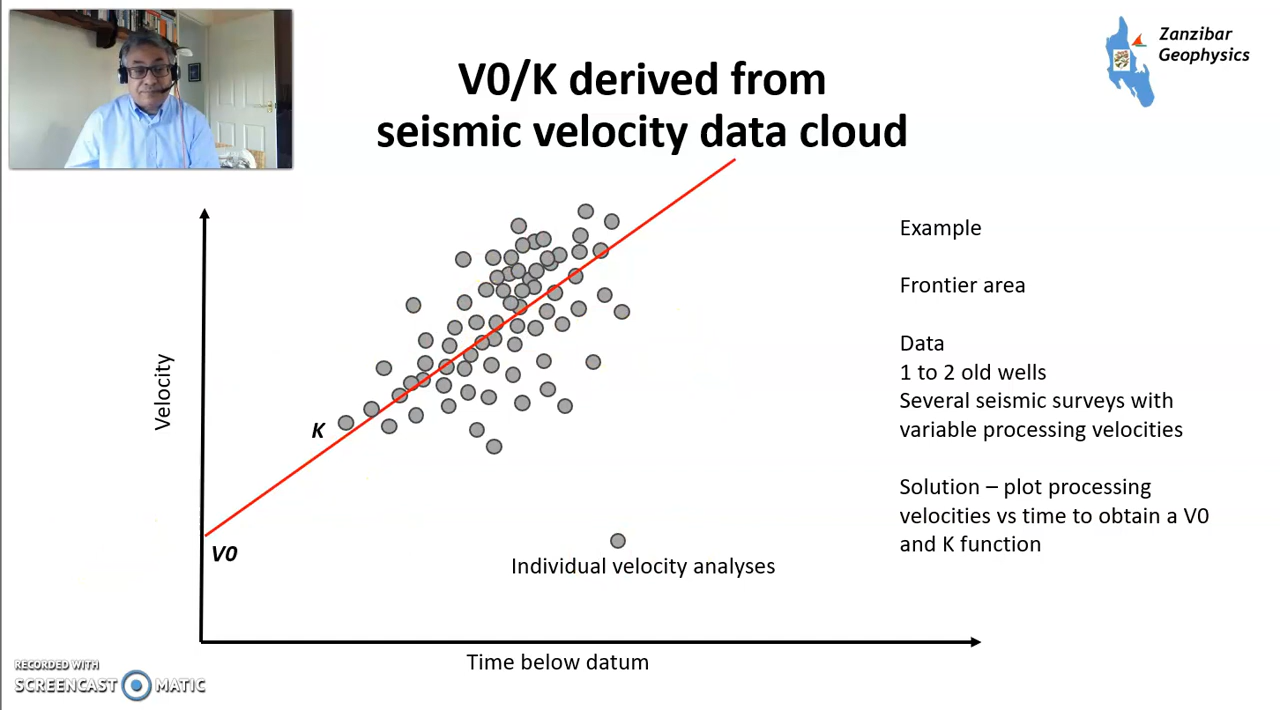 Zanzibar
Geophysics
V0/K derived from
seismic velocity data cloud
Velocity
K
V0
Individual velocity analyses
Time below datum
Example
Frontier area
Data
1 to 2 old wells
Several seismic surveys with
variable processing velocities
Solution – plot processing
velocities vs time to obtain a V0
and K function
RECORDED WITH
SCREENCAST MATIC